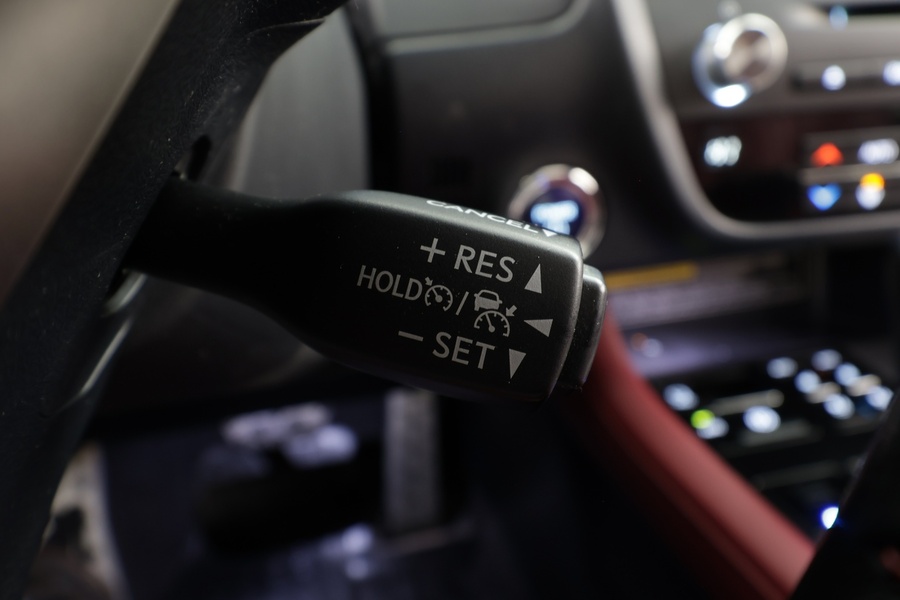 CANCEL
+ RES
HOLD /
− SET